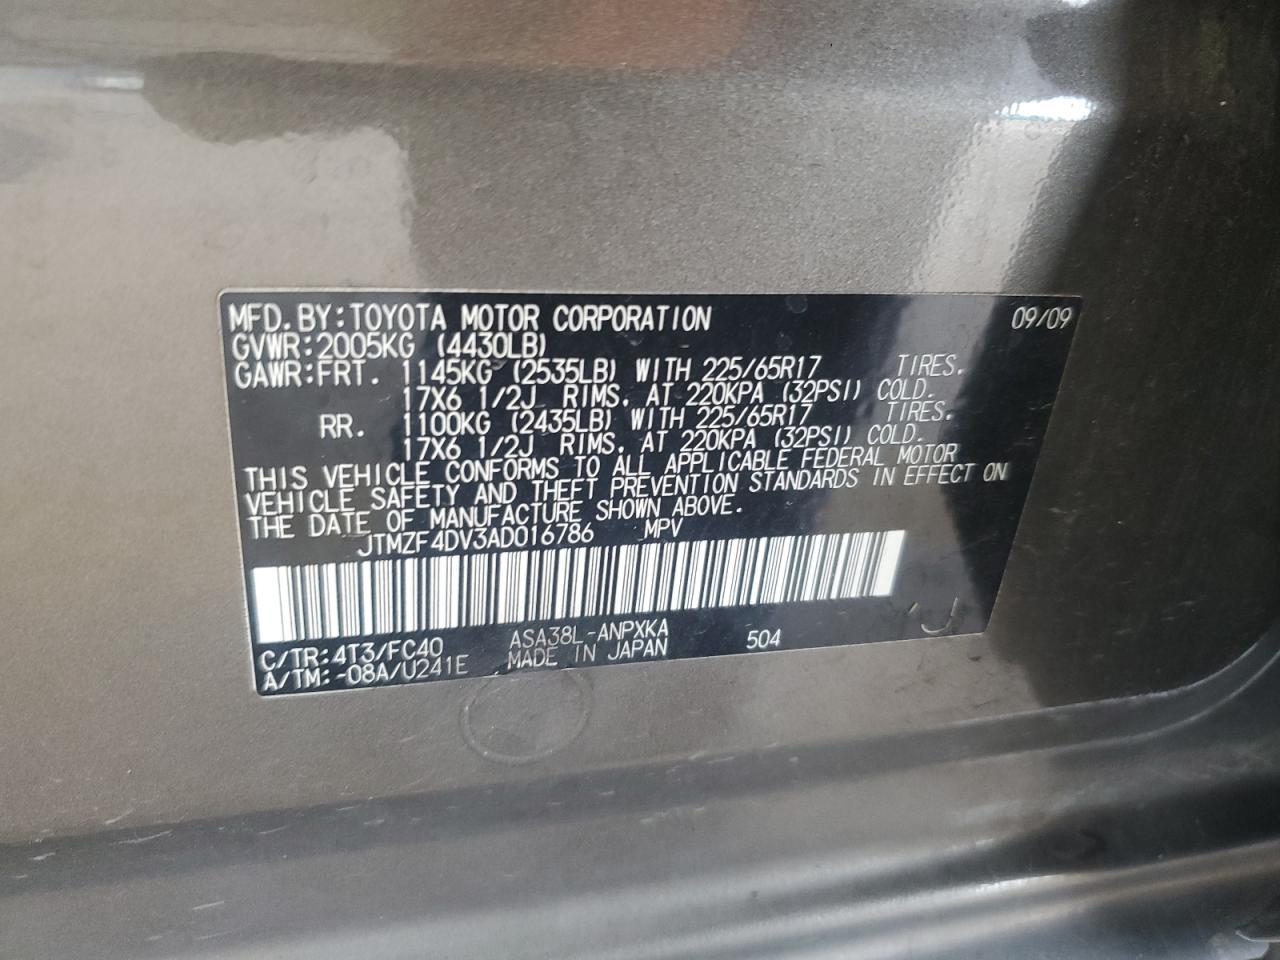 MFD. BY: TOYOTA MOTOR CORPORATION 09/09
GVWR: 2005KG (4430LB)
GAWR: FRT. 1145KG (2535LB) WITH 225/65R17 TIRES.
17X6 1/2J RIMS. AT 220KPA (32PSI) COLD.
RR. 1100KG (2435LB) WITH 225/65R17 TIRES.
17X6 1/2J RIMS. AT 220KPA (32PSI) COLD.
THIS VEHICLE CONFORMS TO ALL APPLICABLE FEDERAL MOTOR
VEHICLE SAFETY AND THEFT PREVENTION STANDARDS IN EFFECT ON
THE DATE OF MANUFACTURE SHOWN ABOVE.
JTMZF4DV3AD016786 MPV
C/TR: 4T3/FC40 ASA38L-ANPXKA 504
A/TM: -08A/U241E MADE IN JAPAN
J